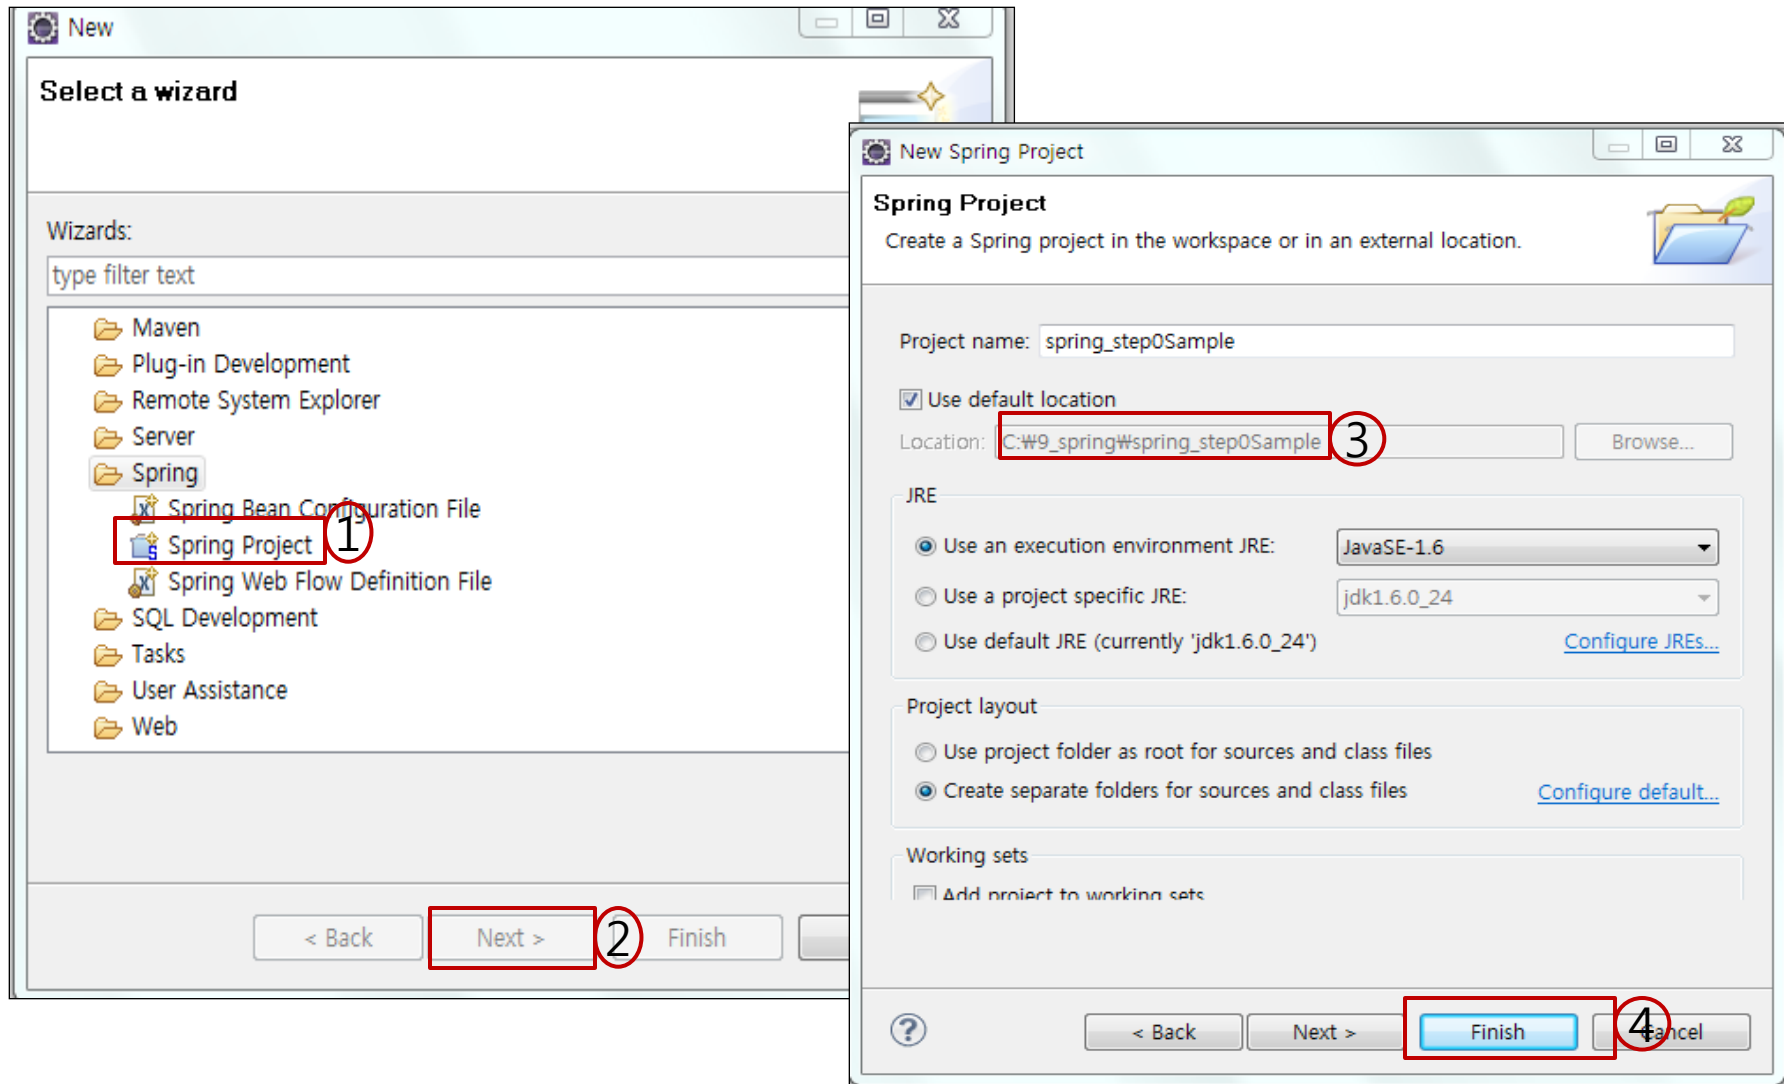 New
Select a wizard
Wizards:
type filter text
Maven
Plug-in Development
Remote System Explorer
Server
Spring
Spring Bean Configuration File
Spring Project
1
Spring Web Flow Definition File
SQL Development
Tasks
User Assistance
Web
< Back
Next >
2
Finish
New Spring Project
Spring Project
Create a Spring project in the workspace or in an external location.
Project name: spring_step0Sample
Use default location
Location: C:₩9_spring₩spring_step0Sample
3
Browse...
JRE
Use an execution environment JRE: JavaSE-1.6
Use a project specific JRE: jdk1.6.0_24
Use default JRE (currently 'jdk1.6.0_24') Configure JREs...
Project layout
Use project folder as root for sources and class files
Create separate folders for sources and class files Configure default...
Working sets
Add project to working sets
?
< Back
Next >
Finish
4
Cancel